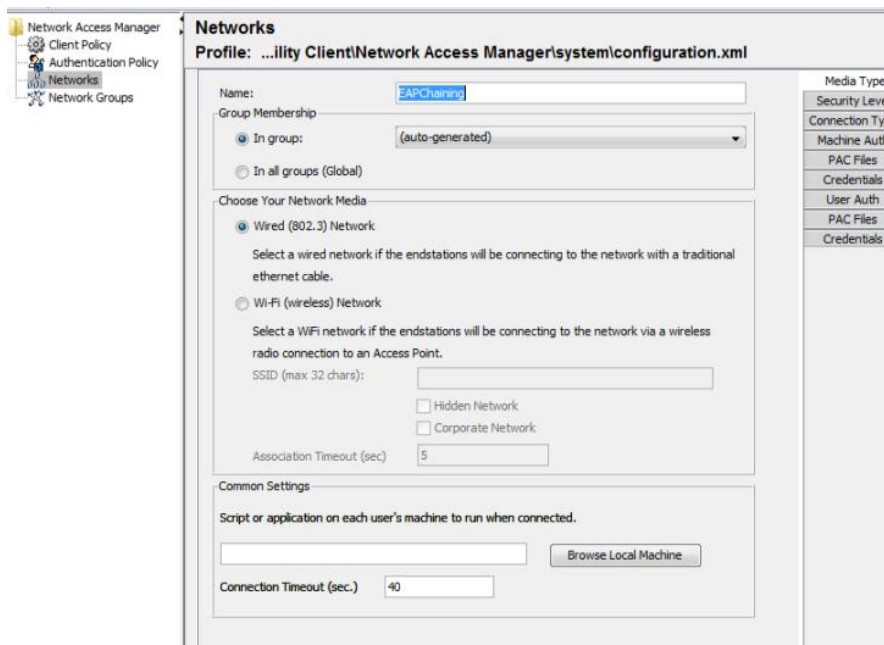 Network Access Manager
Client Policy
Authentication Policy
Networks
Network Groups
Networks
Profile: ...ility Client\Network Access Manager\system\configuration.xml
Name:
EAPChaining
Group Membership
In group:
(auto-generated)
In all groups (Global)
Choose Your Network Media
Wired (802.3) Network
Select a wired network if the endstations will be connecting to the network with a traditional
ethernet cable.
Wi-Fi (wireless) Network
Select a WiFi network if the endstations will be connecting to the network via a wireless
radio connection to an Access Point.
SSID (max 32 chars):
Hidden Network
Corporate Network
Association Timeout (sec)
5
Common Settings
Script or application on each user's machine to run when connected.
Browse Local Machine
Connection Timeout (sec.)
40
Media Type
Security Leve
Connection Ty
Machine Auth
PAC Files
Credentials
User Auth
PAC Files
Credentials